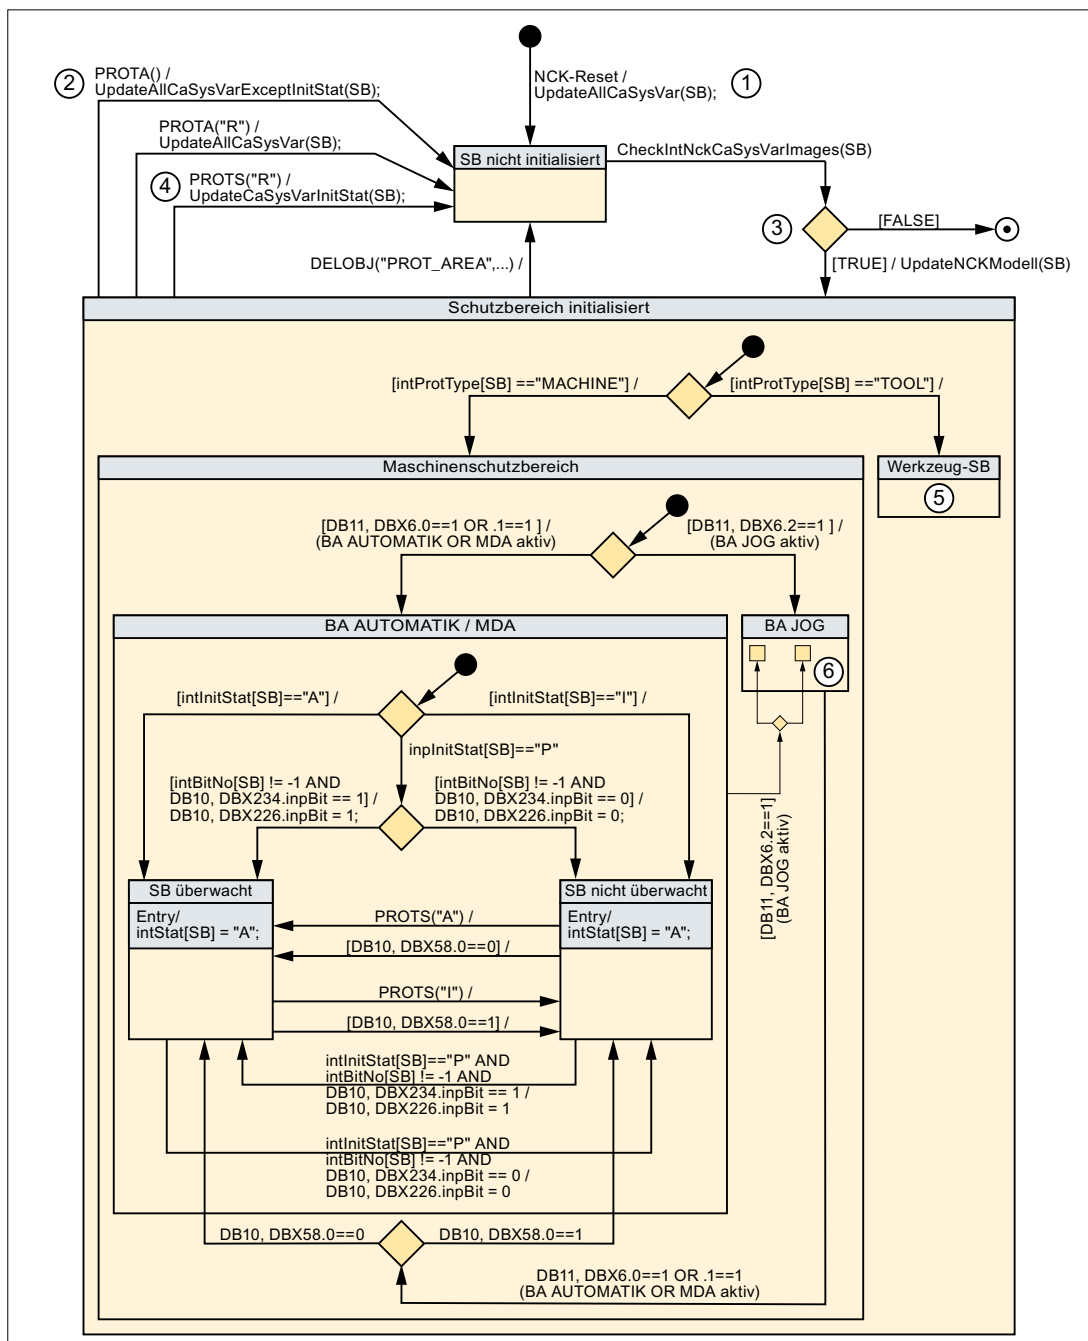 2
PROTA() /
UpdateAllCaSysVarExceptInitStat(SB);
NCK-Reset /
UpdateAllCaSysVar(SB);
1
PROTA("R") /
UpdateAllCaSysVar(SB);
SB nicht initialisiert
CheckIntNckCaSysVarImages(SB)
4
PROTS("R") /
UpdateCaSysVarInitStat(SB);
3
[FALSE]
DELOBJ("PROT_AREA",...) /
[TRUE] / UpdateNCKModell(SB)
Schutzbereich initialisiert
[intProtType[SB] =="MACHINE"] /
[intProtType[SB] =="TOOL"] /
Maschinenschutzbereich
Werkzeug-SB
5
[DB11, DBX6.0==1 OR .1==1 ] /
(BA AUTOMATIK OR MDA aktiv)
[DB11, DBX6.2==1 ] /
(BA JOG aktiv)
BA AUTOMATIK / MDA
BA JOG
6
[intInitStat[SB]=="A"] /
[intInitStat[SB]=="I"] /
inpInitStat[SB]=="P"
[intBitNo[SB] != -1 AND
DB10, DBX234.inpBit == 1] /
DB10, DBX226.inpBit = 1;
[intBitNo[SB] != -1 AND
DB10, DBX234.inpBit == 0] /
DB10, DBX226.inpBit = 0;
[DB11, DBX6.2==1]
(BA JOG aktiv)
SB überwacht
Entry/
intStat[SB] = "A";
SB nicht überwacht
Entry/
intStat[SB] = "A";
PROTS("A") /
[DB10, DBX58.0==0] /
PROTS("I") /
[DB10, DBX58.0==1] /
intInitStat[SB]=="P" AND
intBitNo[SB] != -1 AND
DB10, DBX234.inpBit == 1 /
DB10, DBX226.inpBit = 1
intInitStat[SB]=="P" AND
intBitNo[SB] != -1 AND
DB10, DBX234.inpBit == 0 /
DB10, DBX226.inpBit = 0
DB10, DBX58.0==0
DB10, DBX58.0==1
DB11, DBX6.0==1 OR .1==1
(BA AUTOMATIK OR MDA aktiv)